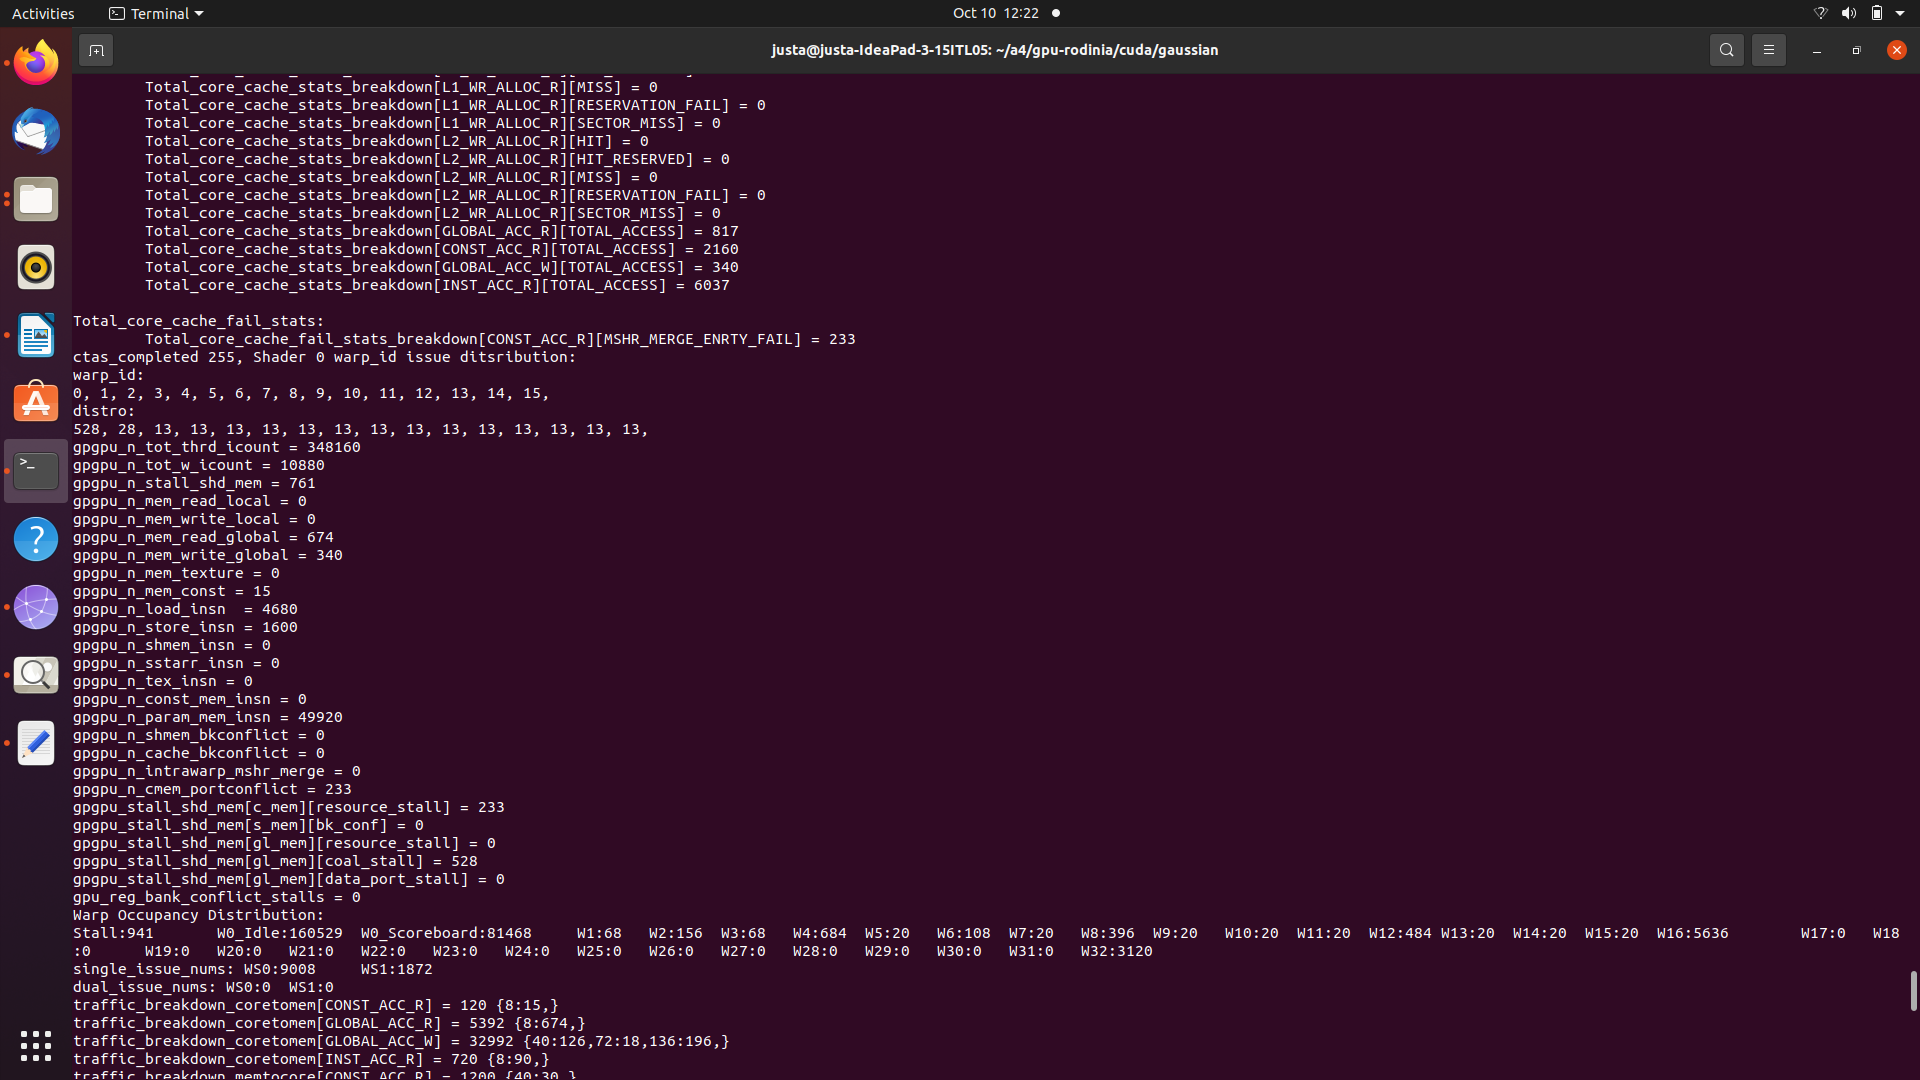 Activities
Terminal
Oct 10 12:22
justa@justa-IdeaPad-3-15ITL05: ~/a4/gpu-rodinia/cuda/gaussian
Total_core_cache_stats_breakdown[L1_WR_ALLOC_R][MISS] = 0
Total_core_cache_stats_breakdown[L1_WR_ALLOC_R][RESERVATION_FAIL] = 0
Total_core_cache_stats_breakdown[L1_WR_ALLOC_R][SECTOR_MISS] = 0
Total_core_cache_stats_breakdown[L2_WR_ALLOC_R][HIT] = 0
Total_core_cache_stats_breakdown[L2_WR_ALLOC_R][HIT_RESERVED] = 0
Total_core_cache_stats_breakdown[L2_WR_ALLOC_R][MISS] = 0
Total_core_cache_stats_breakdown[L2_WR_ALLOC_R][RESERVATION_FAIL] = 0
Total_core_cache_stats_breakdown[L2_WR_ALLOC_R][SECTOR_MISS] = 0
Total_core_cache_stats_breakdown[GLOBAL_ACC_R][TOTAL_ACCESS] = 817
Total_core_cache_stats_breakdown[CONST_ACC_R][TOTAL_ACCESS] = 2160
Total_core_cache_stats_breakdown[GLOBAL_ACC_W][TOTAL_ACCESS] = 340
Total_core_cache_stats_breakdown[INST_ACC_R][TOTAL_ACCESS] = 6037
Total_core_cache_fail_stats:
Total_core_cache_fail_stats_breakdown[CONST_ACC_R][MSHR_MERGE_ENRTY_FAIL] = 233
ctas_completed 255, Shader 0 warp_id issue ditsribution:
warp_id:
0, 1, 2, 3, 4, 5, 6, 7, 8, 9, 10, 11, 12, 13, 14, 15,
distro:
528, 28, 13, 13, 13, 13, 13, 13, 13, 13, 13, 13, 13, 13, 13, 13,
gpgpu_n_tot_thrd_icount = 348160
gpgpu_n_tot_w_icount = 10880
gpgpu_n_stall_shd_mem = 761
gpgpu_n_mem_read_local = 0
gpgpu_n_mem_write_local = 0
gpgpu_n_mem_read_global = 674
gpgpu_n_mem_write_global = 340
gpgpu_n_mem_texture = 0
gpgpu_n_mem_const = 15
gpgpu_n_load_insn  = 4680
gpgpu_n_store_insn = 1600
gpgpu_n_shmem_insn = 0
gpgpu_n_sstarr_insn = 0
gpgpu_n_tex_insn = 0
gpgpu_n_const_mem_insn = 0
gpgpu_n_param_mem_insn = 49920
gpgpu_n_shmem_bkconflict = 0
gpgpu_n_cache_bkconflict = 0
gpgpu_n_intrawarp_mshr_merge = 0
gpgpu_n_cmem_portconflict = 233
gpgpu_stall_shd_mem[c_mem][resource_stall] = 233
gpgpu_stall_shd_mem[s_mem][bk_conf] = 0
gpgpu_stall_shd_mem[gl_mem][resource_stall] = 0
gpgpu_stall_shd_mem[gl_mem][coal_stall] = 528
gpgpu_stall_shd_mem[gl_mem][data_port_stall] = 0
gpu_reg_bank_conflict_stalls = 0
Warp Occupancy Distribution:
Stall:941 W0_Idle:160529 W0_Scoreboard:81468 W1:68 W2:156 W3:68 W4:684 W5:20 W6:108 W7:20 W8:396 W9:20 W10:20 W11:20 W12:484 W13:20 W14:20 W15:20 W16:5636 W17:0 W18
:0 W19:0 W20:0 W21:0 W22:0 W23:0 W24:0 W25:0 W26:0 W27:0 W28:0 W29:0 W30:0 W31:0 W32:3120
single_issue_nums: WS0:9008 WS1:1872
dual_issue_nums: WS0:0 WS1:0
traffic_breakdown_coretomem[CONST_ACC_R] = 120 {8:15,}
traffic_breakdown_coretomem[GLOBAL_ACC_R] = 5392 {8:674,}
traffic_breakdown_coretomem[GLOBAL_ACC_W] = 32992 {40:126,72:18,136:196,}
traffic_breakdown_coretomem[INST_ACC_R] = 720 {8:90,}
traffic_breakdown_memtocore[CONST_ACC_R] = 1200 {40:30,}